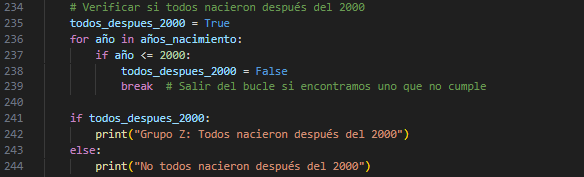 234 # Verificar si todos nacieron después del 2000
235 todos_despues_2000 = True
236 for año in años_nacimiento:
237 if año <= 2000:
238 todos_despues_2000 = False
239 break # Salir del bucle si encontramos uno que no cumple
240
241 if todos_despues_2000:
242 print("Grupo Z: Todos nacieron después del 2000")
243 else:
244 print("No todos nacieron después del 2000")